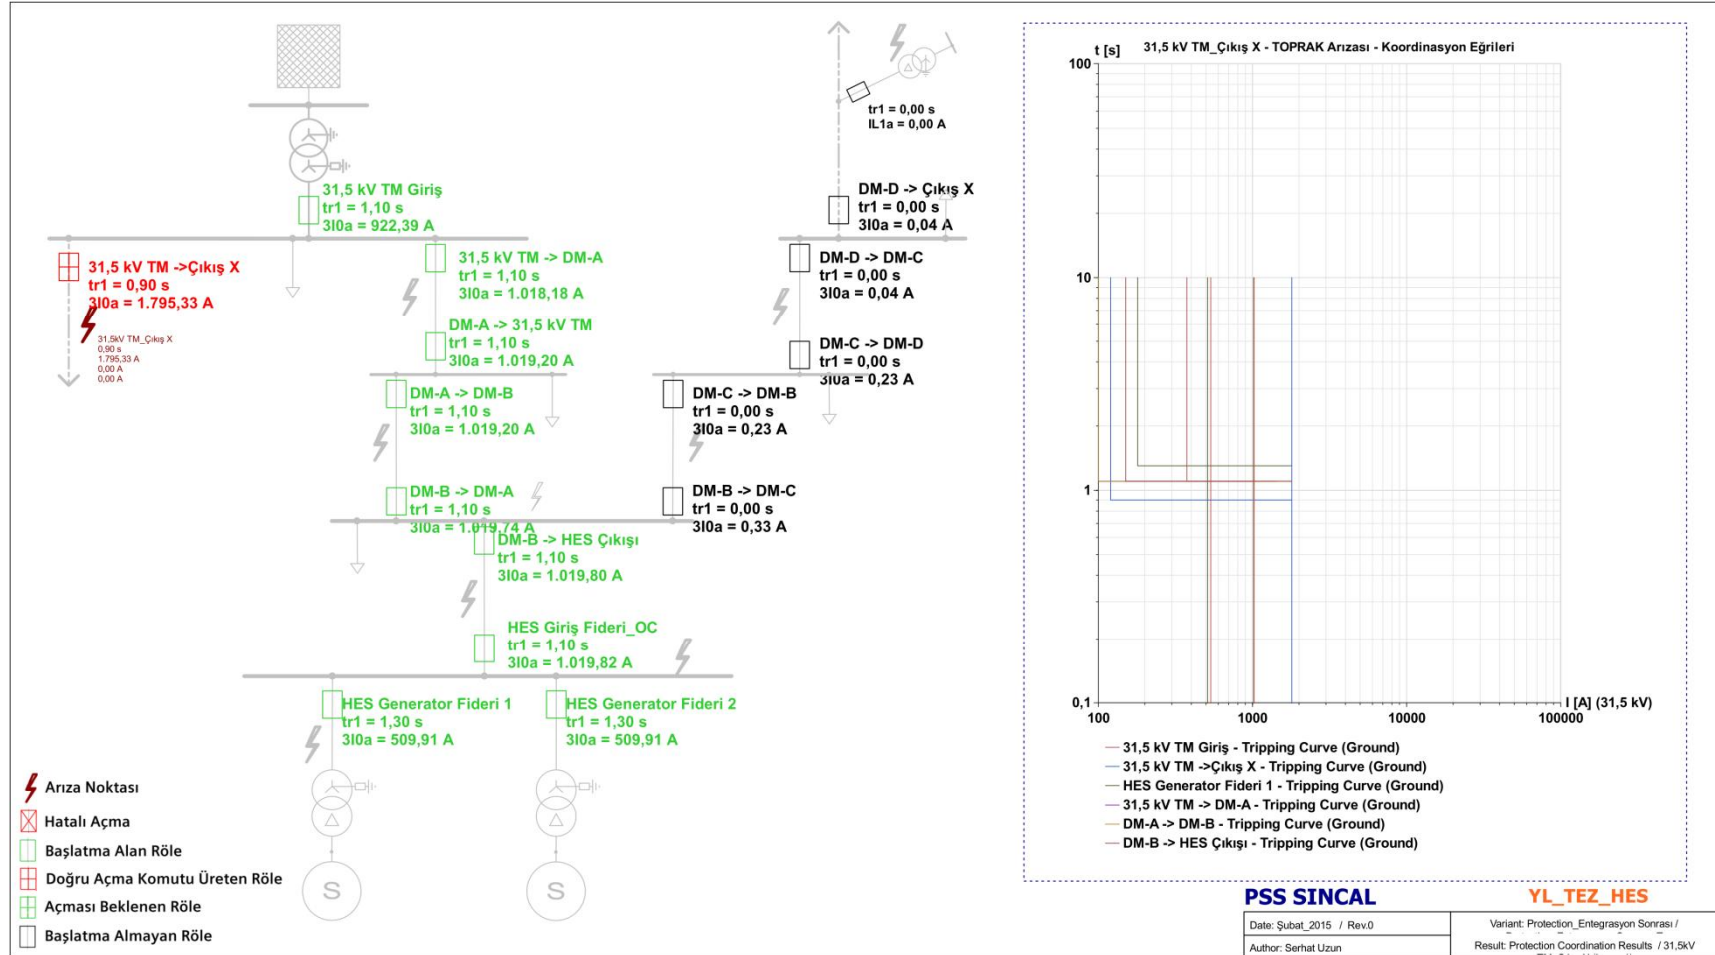 31,5 kV TM Giriş
tr1 = 1,10 s
3I0a = 922,39 A
31,5 kV TM ->Çıkış X
tr1 = 0,90 s
3I0a = 1.795,33 A
31,5kV TM_Çıkış X
0,90 s
1.795,33 A
0,00 A
0,00 A
31,5 kV TM -> DM-A
tr1 = 1,10 s
3I0a = 1.018,18 A
DM-A -> 31,5 kV TM
tr1 = 1,10 s
3I0a = 1.019,20 A
DM-A -> DM-B
tr1 = 1,10 s
3I0a = 1.019,20 A
DM-B -> DM-A
tr1 = 1,10 s
3I0a = 1.019,74 A
DM-B -> HES Çıkışı
tr1 = 1,10 s
3I0a = 1.019,80 A
HES Giriş Fideri_OC
tr1 = 1,10 s
3I0a = 1.019,82 A
HES Generator Fideri 1
tr1 = 1,30 s
3I0a = 509,91 A
HES Generator Fideri 2
tr1 = 1,30 s
3I0a = 509,91 A
S
S
tr1 = 0,00 s
IL1a = 0,00 A
DM-D -> Çıkış X
tr1 = 0,00 s
3I0a = 0,04 A
DM-D -> DM-C
tr1 = 0,00 s
3I0a = 0,04 A
DM-C -> DM-D
tr1 = 0,00 s
3I0a = 0,23 A
DM-C -> DM-B
tr1 = 0,00 s
3I0a = 0,23 A
DM-B -> DM-C
tr1 = 0,00 s
3I0a = 0,33 A
Arıza Noktası
Hatalı Açma
Başlatma Alan Röle
Doğru Açma Komutu Üreten Röle
Açması Beklenen Röle
Başlatma Almayan Röle
t [s]
31,5 kV TM_Çıkış X - TOPRAK Arızası - Koordinasyon Eğrileri
100
10
1
0,1
100 1000 10000 100000
I [A] (31,5 kV)
31,5 kV TM Giriş - Tripping Curve (Ground)
31,5 kV TM ->Çıkış X - Tripping Curve (Ground)
HES Generator Fideri 1 - Tripping Curve (Ground)
31,5 kV TM -> DM-A - Tripping Curve (Ground)
DM-A -> DM-B - Tripping Curve (Ground)
DM-B -> HES Çıkışı - Tripping Curve (Ground)
PSS SINCAL
YL_TEZ_HES
Date: Şubat_2015 / Rev.0
Variant: Protection_Entegrasyon Sonrası /
Author: Serhat Uzun
Result: Protection Coordination Results / 31,5kV